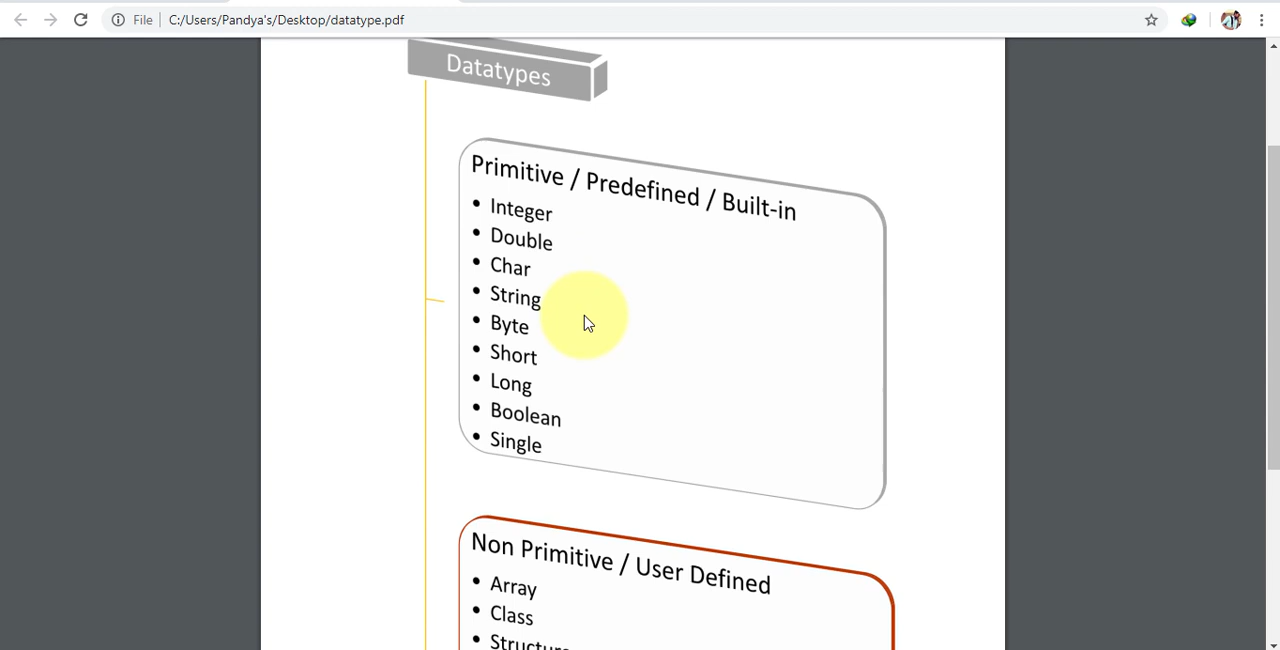 File
C:/Users/Pandya's/Desktop/datatype.pdf
Datatypes
Primitive / Predefined / Built-in
• Integer
• Double
• Char
• String
• Byte
• Short
• Long
• Boolean
• Single
Non Primitive / User Defined
• Array
• Class
• Structure